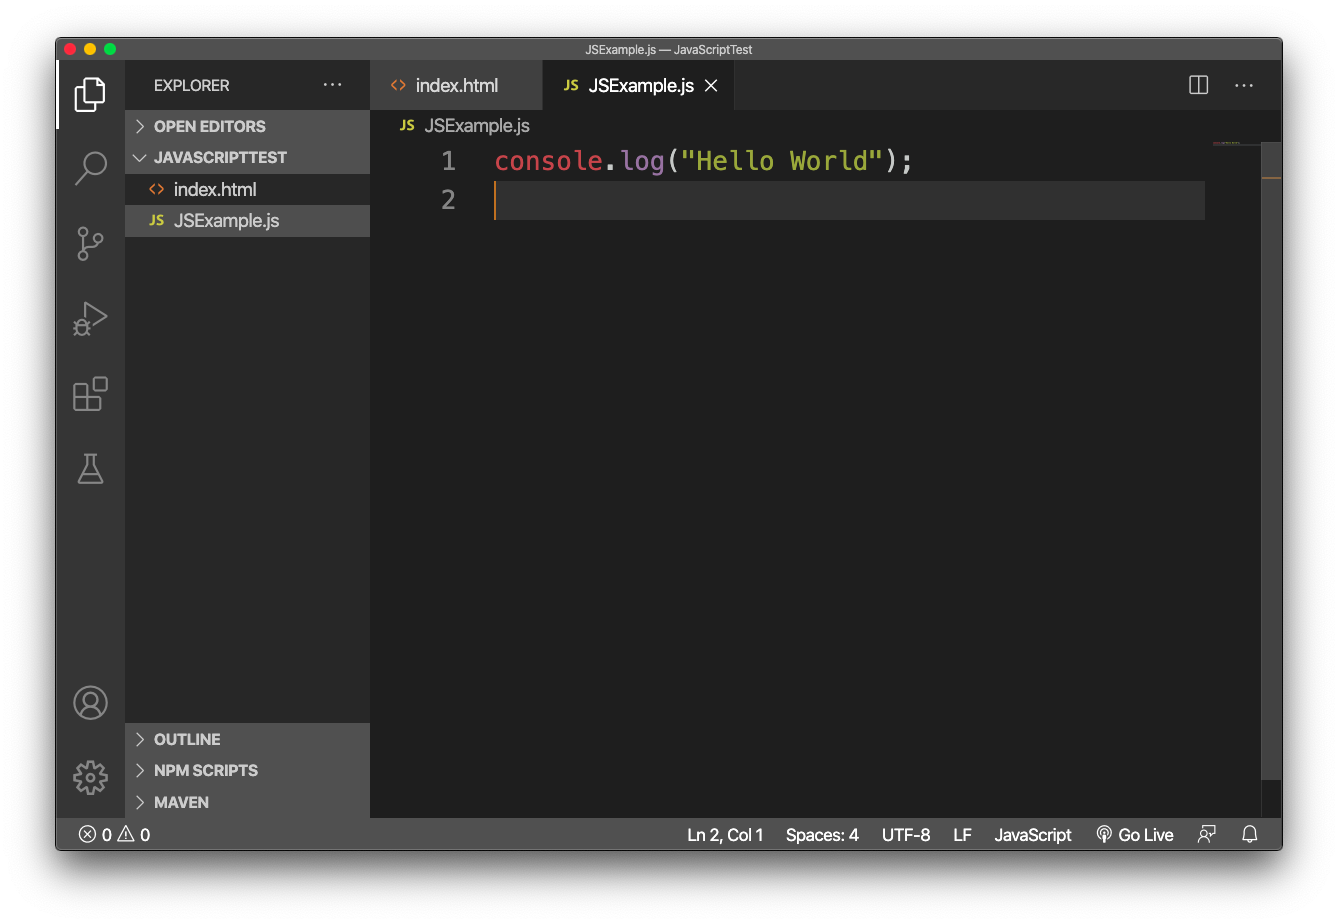 JSExample.js — JavaScriptTest
EXPLORER
index.html
JS JSExample.js
OPEN EDITORS
JAVASCRIPTTEST
index.html
JS JSExample.js
OUTLINE
NPM SCRIPTS
MAVEN
JS JSExample.js
1 console.log("Hello World");
2
0 0 Ln 2, Col 1 Spaces: 4 UTF-8 LF JavaScript Go Live